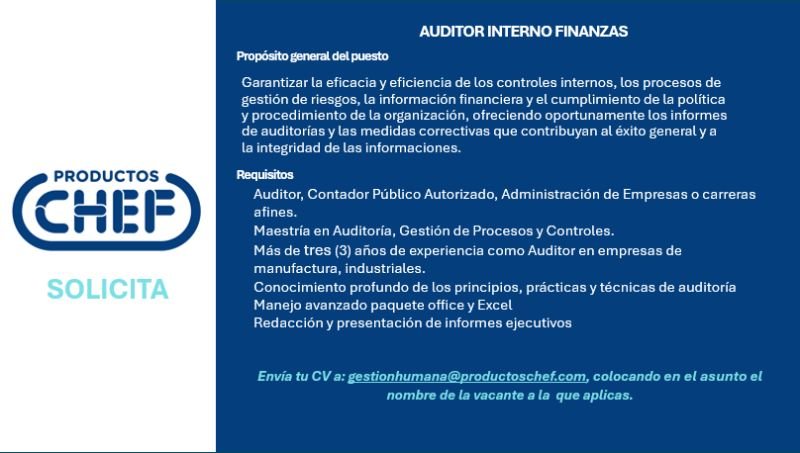 AUDITOR INTERNO FINANZAS
Propósito general del puesto
Garantizar la eficacia y eficiencia de los controles internos, los procesos de
gestión de riesgos, la información financiera y el cumplimiento de la política
y procedimiento de la organización, ofreciendo oportunamente los informes
de auditorías y las medidas correctivas que contribuyan al éxito general y a
la integridad de las informaciones.
Requisitos
Auditor, Contador Público Autorizado, Administración de Empresas o carreras
afines.
Maestría en Auditoría, Gestión de Procesos y Controles.
Más de tres (3) años de experiencia como Auditor en empresas de
manufactura, industriales.
Conocimiento profundo de los principios, prácticas y técnicas de auditoría
Manejo avanzado paquete office y Excel
Redacción y presentación de informes ejecutivos
Envía tu CV a: gestionhumana@productoschef.com, colocando en el asunto el
nombre de la vacante a la que aplicas.
PRODUCTOS
CHEF
SOLICITA